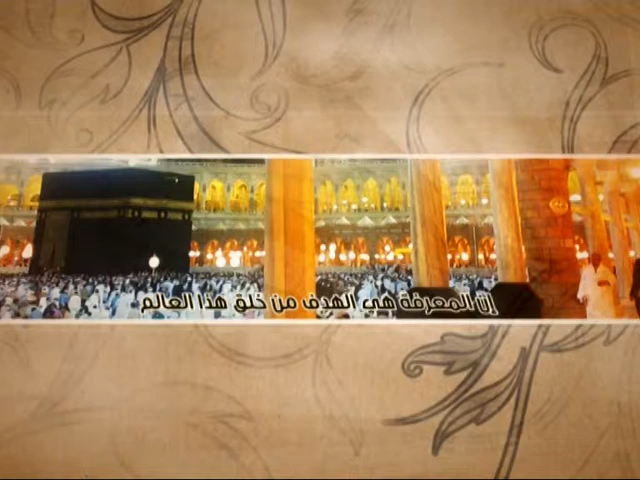 إن المعرفة هي الهدف من خلق هذا العالم